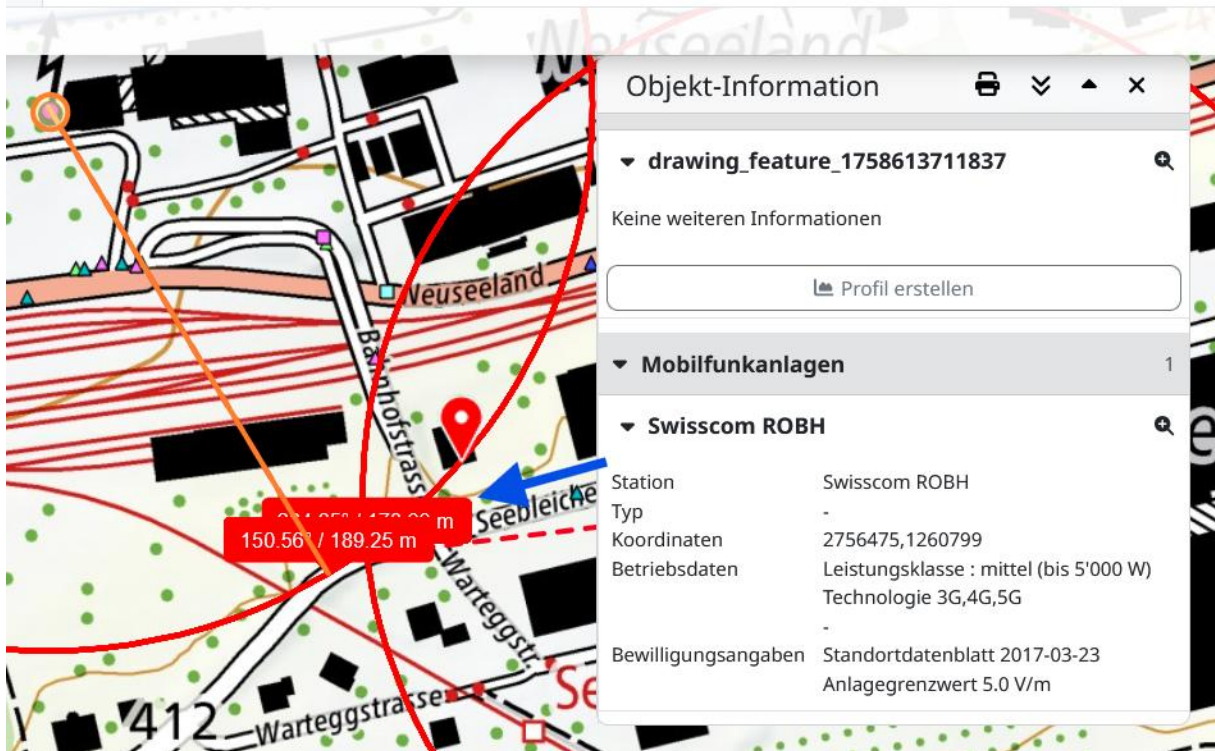 Neuseeland
Objekt-Information
drawing_feature_1758613711837
Keine weiteren Informationen
Profil erstellen
Mobilfunkanlagen 1
Swisscom ROBH
Station Swisscom ROBH
Typ -
Koordinaten 2756475,1260799
Betriebsdaten Leistungsklasse : mittel (bis 5'000 W)
Technologie 3G,4G,5G
-
Bewilligungsangaben Standortdatenblatt 2017-03-23
Anlagegrenzwert 5.0 V/m
Neuseeland
Bahnhofstrasse
m
150.56° / 189.25 m
Seebleiche
Warteggstr.
Se
412
Warteggstrasse